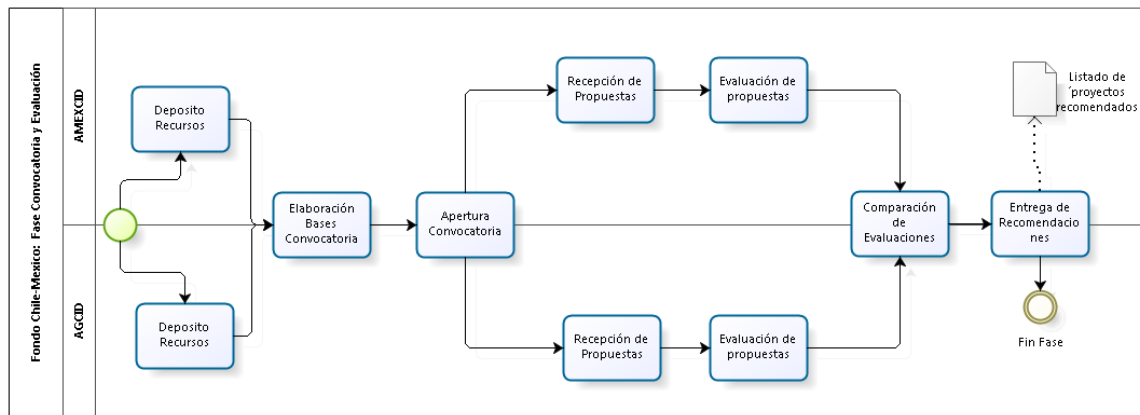 Fondo Chile-Mexico: Fase Convocatoria y Evaluación
AMEXCID
AGCID
Deposito
Recursos
Deposito
Recursos
Elaboración
Bases
Convocatoria
Apertura
Convocatoria
Recepción de
Propuestas
Evaluación de
propuestas
Recepción de
Propuestas
Evaluación de
propuestas
Comparación
de
Evaluaciones
Entrega de
Recomendacio
nes
Listado de
´proyectos
recomendados
Fin Fase